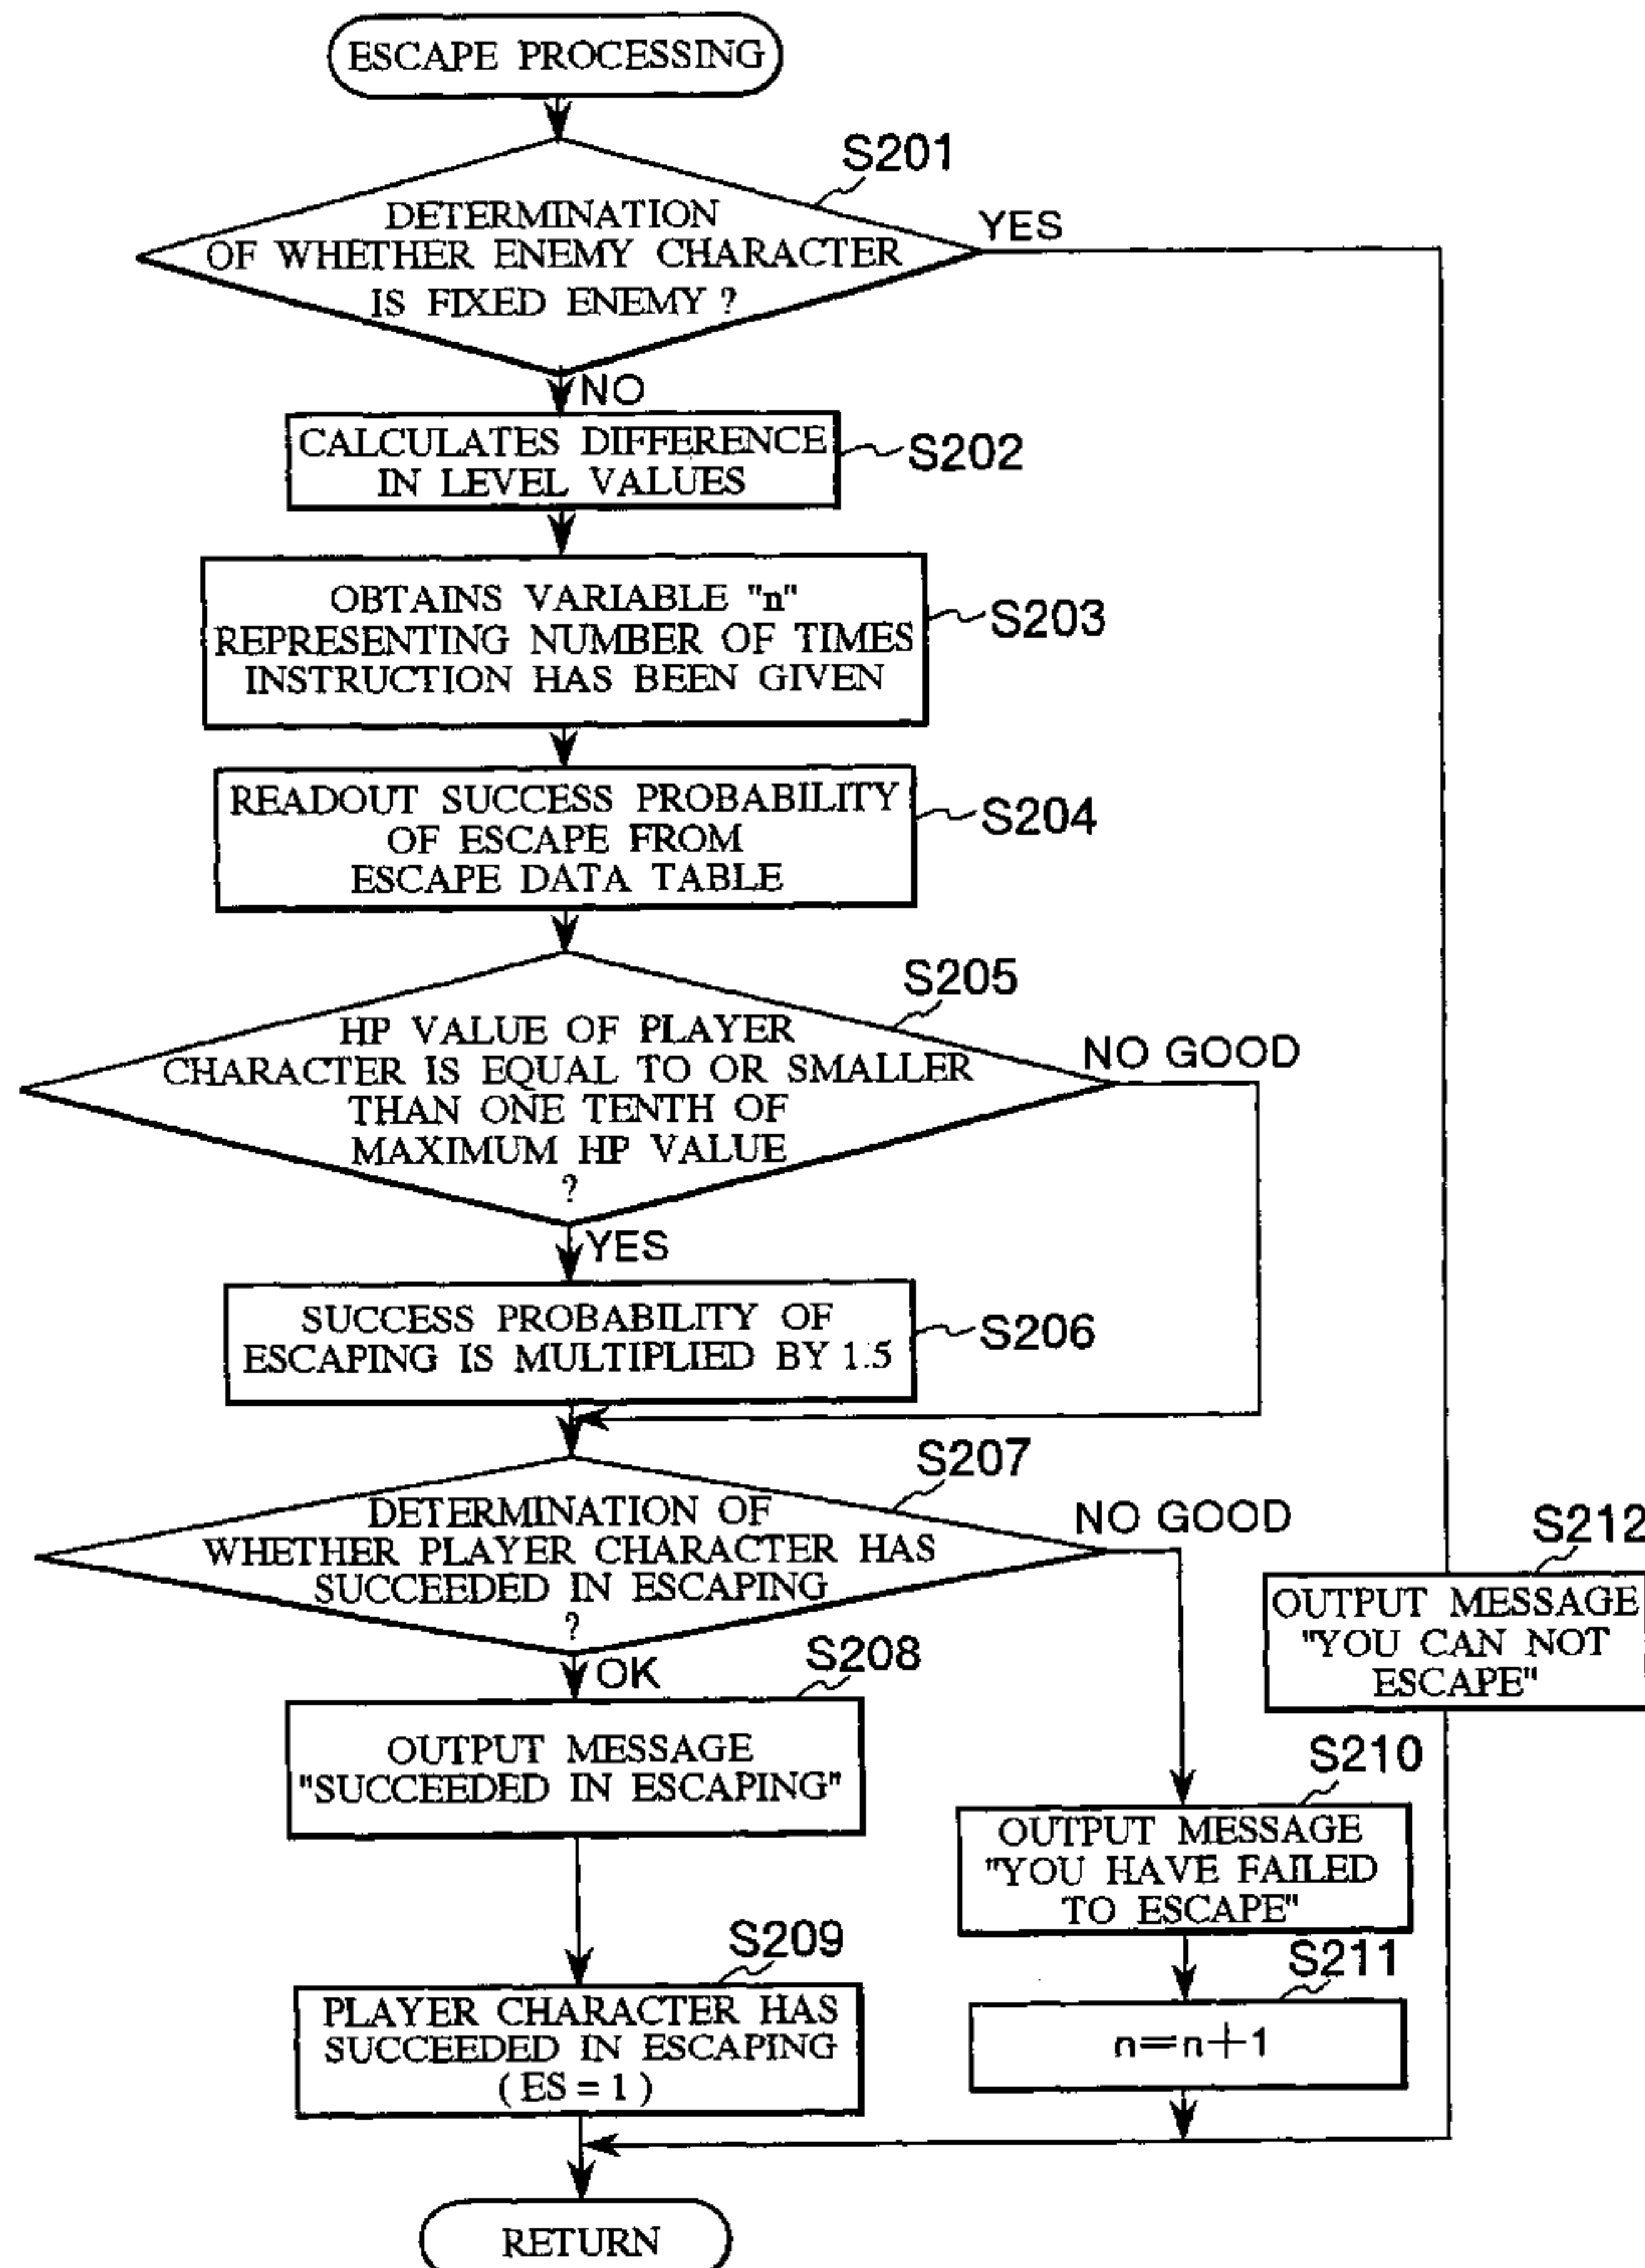 ESCAPE PROCESSING
S201
DETERMINATION
OF WHETHER ENEMY CHARACTER
IS FIXED ENEMY ?
YES
NO
CALCULATES DIFFERENCE
IN LEVEL VALUES
S202
OBTAINS VARIABLE "n"
REPRESENTING NUMBER OF TIMES
INSTRUCTION HAS BEEN GIVEN
S203
READOUT SUCCESS PROBABILITY
OF ESCAPE FROM
ESCAPE DATA TABLE
S204
S205
HP VALUE OF PLAYER
CHARACTER IS EQUAL TO OR SMALLER
THAN ONE TENTH OF
MAXIMUM HP VALUE
?
NO GOOD
YES
SUCCESS PROBABILITY OF
ESCAPING IS MULTIPLIED BY 1.5
S206
S207
DETERMINATION OF
WHETHER PLAYER CHARACTER HAS
SUCCEEDED IN ESCAPING
?
NO GOOD
OK
S208
OUTPUT MESSAGE
"SUCCEEDED IN ESCAPING"
S209
PLAYER CHARACTER HAS
SUCCEEDED IN ESCAPING
( ES = 1 )
S210
OUTPUT MESSAGE
"YOU HAVE FAILED
TO ESCAPE"
S211
n=n+1
S212
OUTPUT MESSAGE
"YOU CAN NOT
ESCAPE"
RETURN